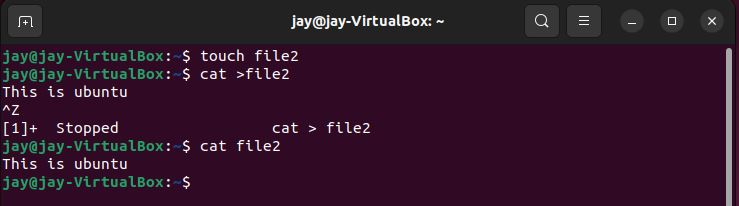 jay@jay-VirtualBox: ~
jay@jay-VirtualBox:~$ touch file2
jay@jay-VirtualBox:~$ cat >file2
This is ubuntu
^Z
[1]+  Stopped                 cat > file2
jay@jay-VirtualBox:~$ cat file2
This is ubuntu
jay@jay-VirtualBox:~$